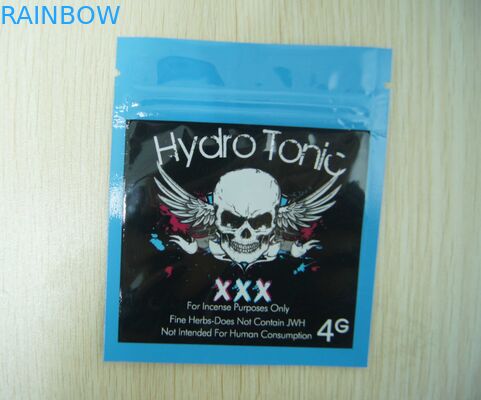 RAINBOW
Hydro Tonic
XXX
For Incense Purposes Only
Fine Herbs-Does Not Contain JWH
Not Intended For Human Consumption
4G